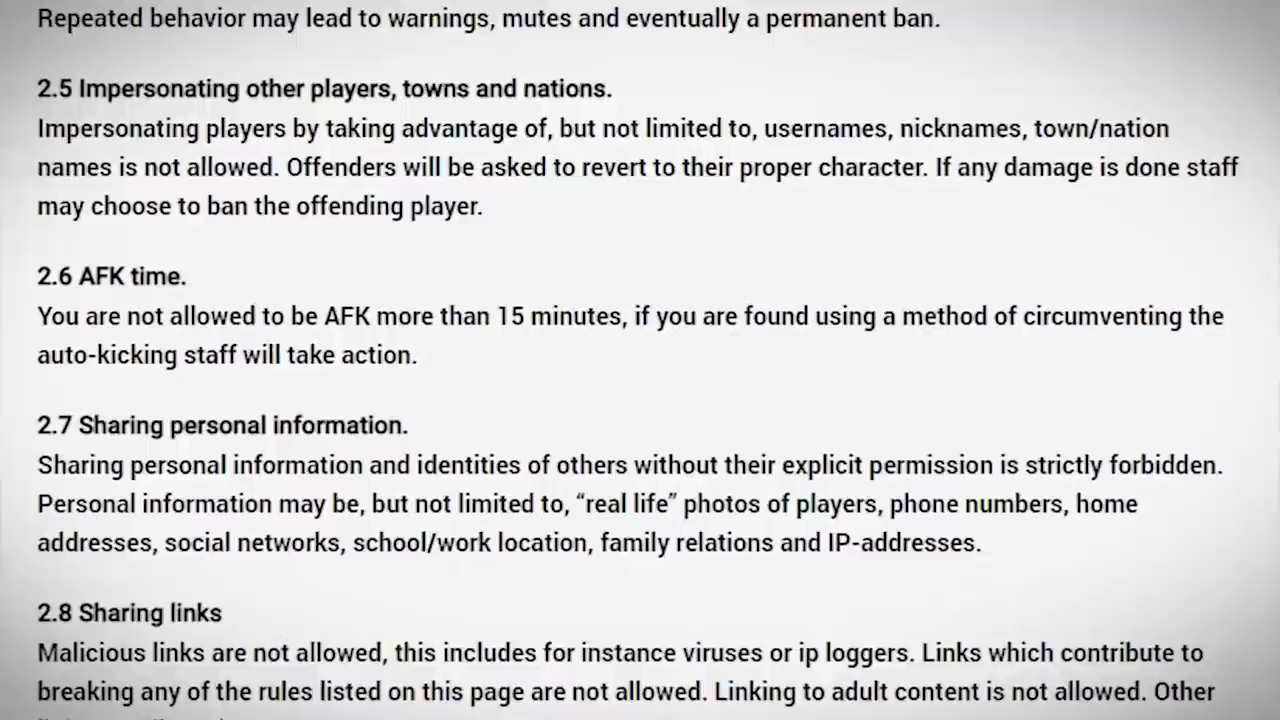 Repeated behavior may lead to warnings, mutes and eventually a permanent ban.
2.5 Impersonating other players, towns and nations.
Impersonating players by taking advantage of, but not limited to, usernames, nicknames, town/nation
names is not allowed. Offenders will be asked to revert to their proper character. If any damage is done staff
may choose to ban the offending player.
2.6 AFK time.
You are not allowed to be AFK more than 15 minutes, if you are found using a method of circumventing the
auto-kicking staff will take action.
2.7 Sharing personal information.
Sharing personal information and identities of others without their explicit permission is strictly forbidden.
Personal information may be, but not limited to, “real life” photos of players, phone numbers, home
addresses, social networks, school/work location, family relations and IP-addresses.
2.8 Sharing links
Malicious links are not allowed, this includes for instance viruses or ip loggers. Links which contribute to
breaking any of the rules listed on this page are not allowed. Linking to adult content is not allowed. Other